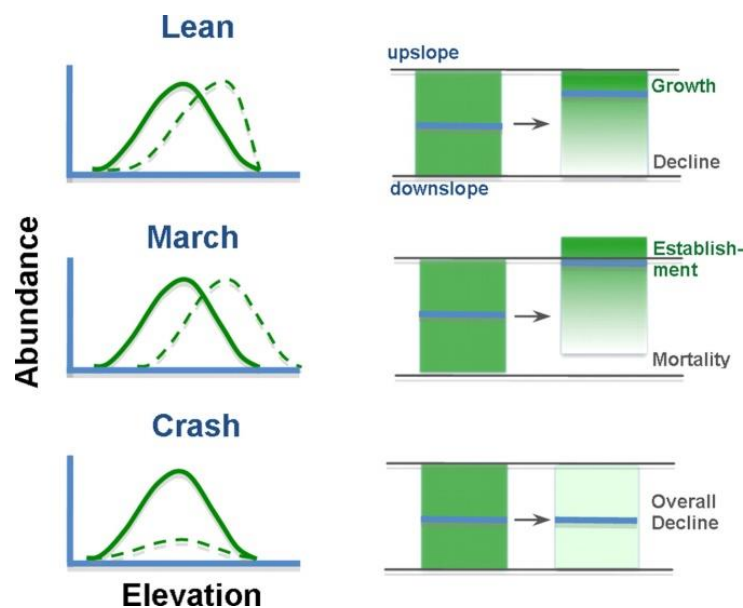 Lean
upslope
Growth
Decline
downslope
March
Establish-
ment
Mortality
Crash
Overall
Decline
Abundance
Elevation